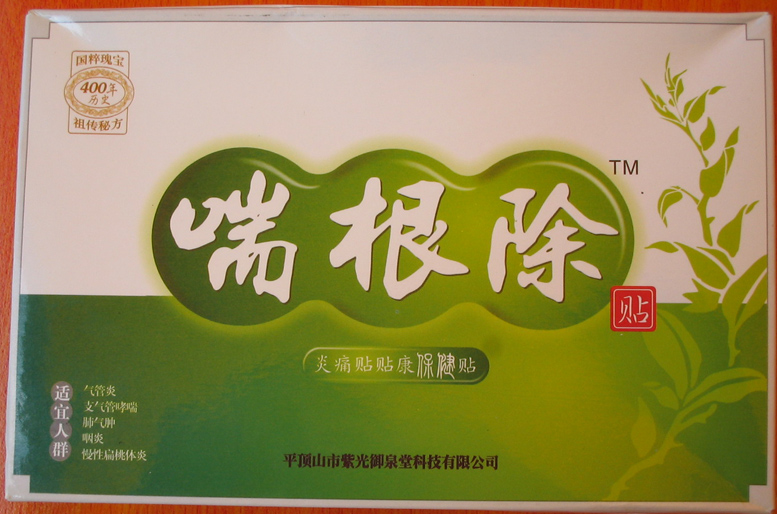 国粹瑰宝
400年
历史
祖传秘方
喘根除
TM
贴
炎痛贴贴康保健贴
适宜人群
气管炎
支气管哮喘
肺气肿
咽炎
慢性扁桃体炎
平顶山市紫光御泉堂科技有限公司